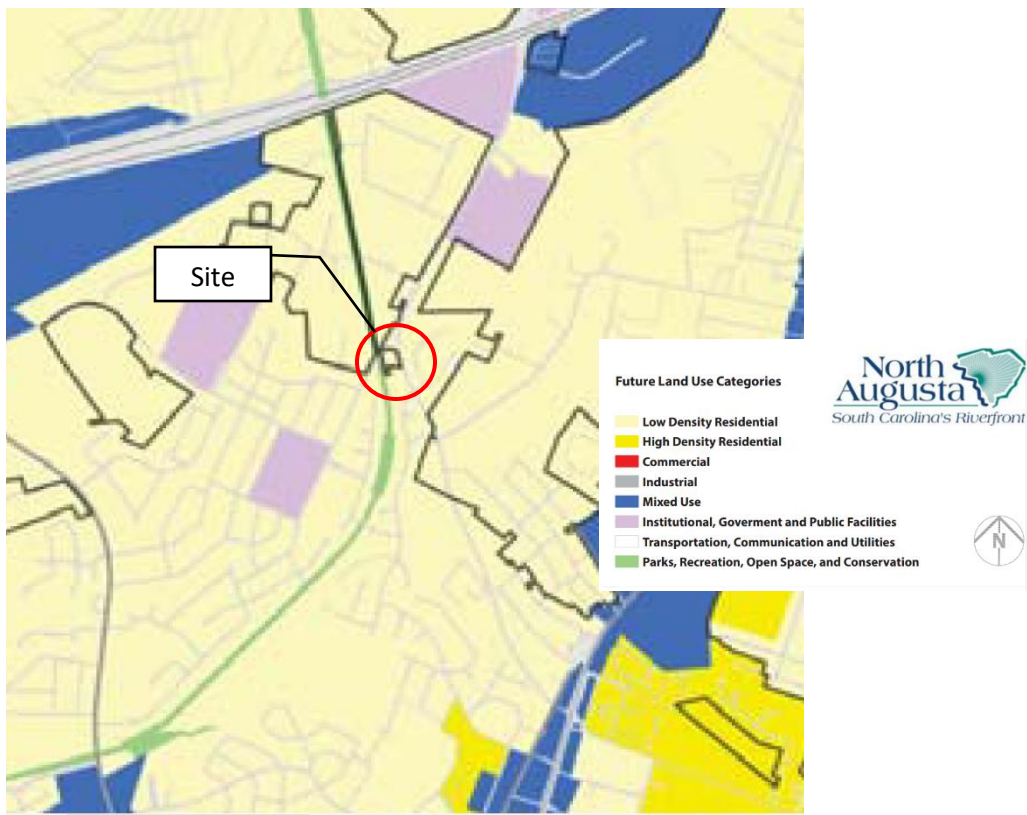 Site
Future Land Use Categories
Low Density Residential
High Density Residential
Commercial
Industrial
Mixed Use
Institutional, Goverment and Public Facilities
Transportation, Communication and Utilities
Parks, Recreation, Open Space, and Conservation
North
Augusta
South Carolina's Riverfront
N